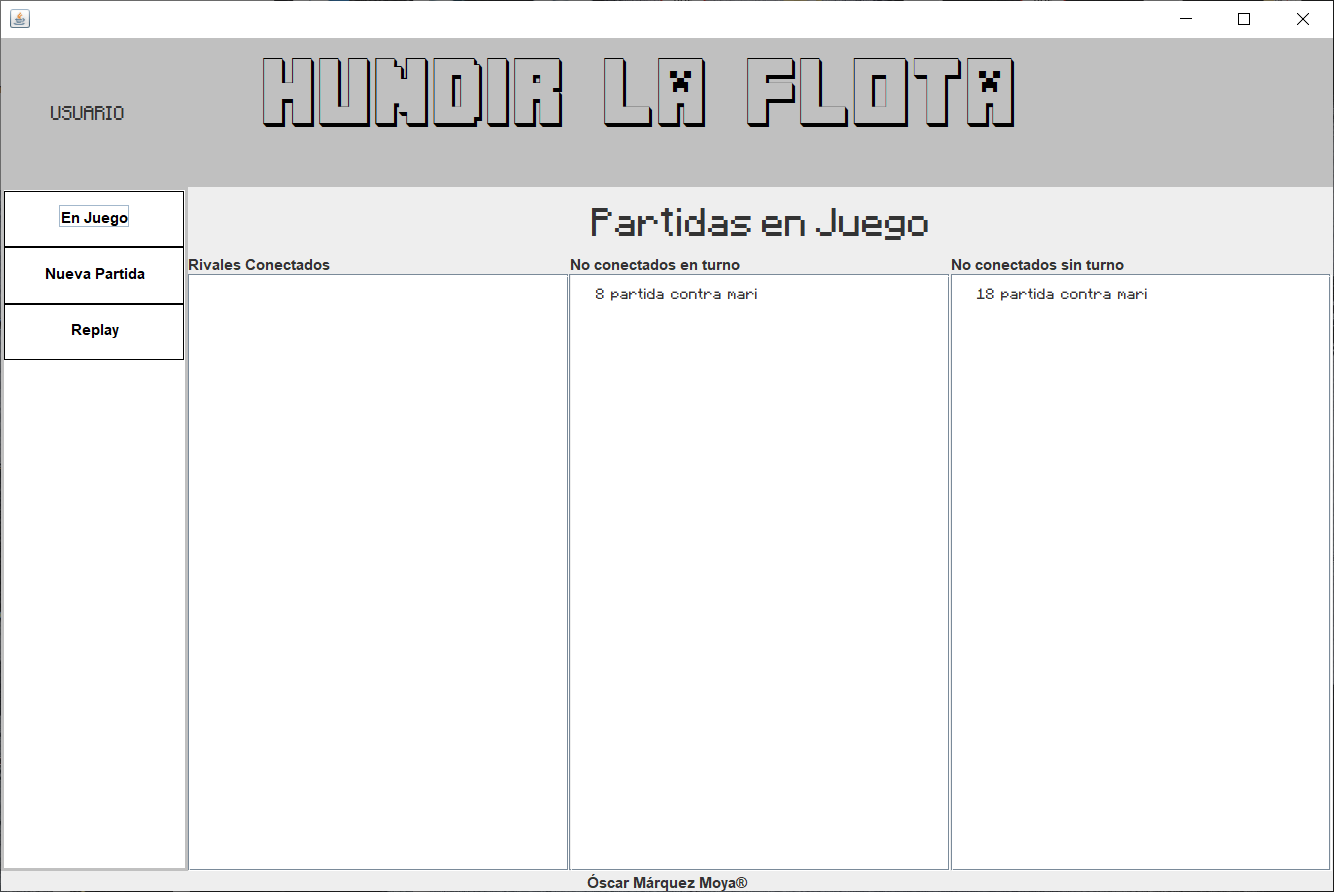 HUNDIR LA FLOTA
USUARIO
En Juego
Nueva Partida
Replay
Partidas en Juego
Rivales Conectados
No conectados en turno
8 partida contra mari
No conectados sin turno
18 partida contra mari
Óscar Márquez Moya®